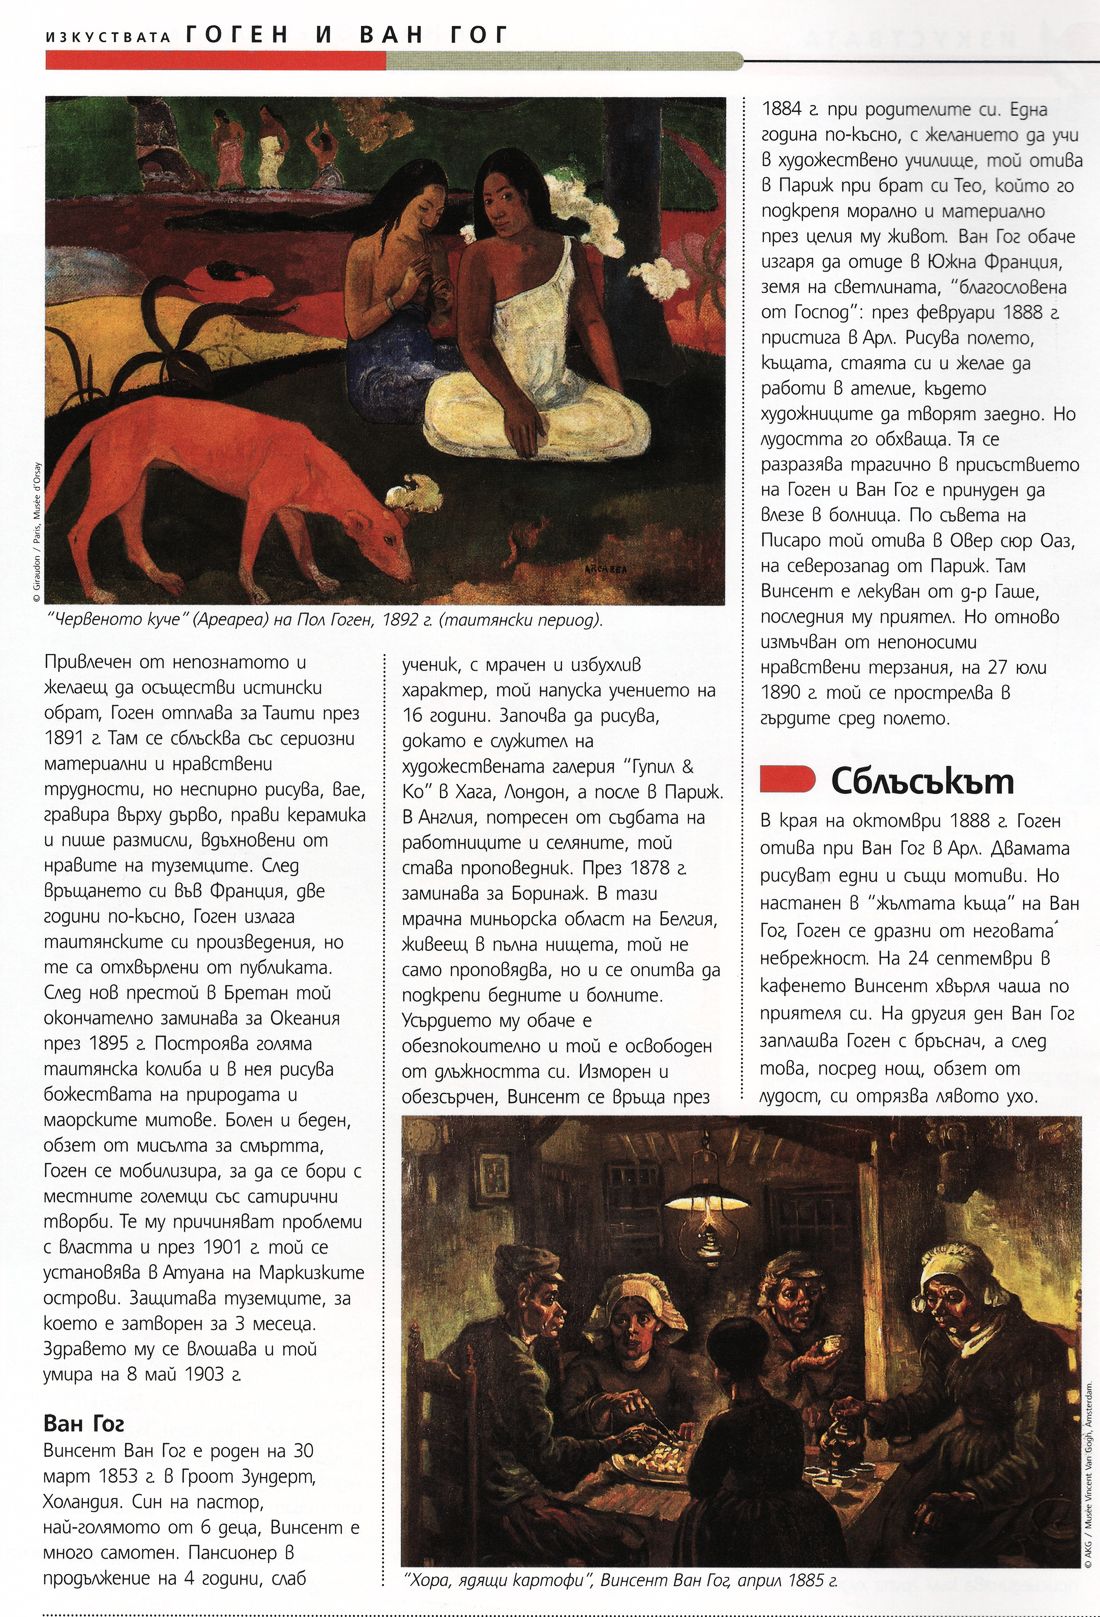 ИЗКУСТВАТА ГОГЕН И ВАН ГОГ
© Giraudon / Paris, Musée d'Orsay
AREAREA
"Червеното куче" (Ареареа) на Пол Гоген, 1892 г. (таитянски период).
Привлечен от непознатото и
желаещ да осъществи истински
обрат, Гоген отплава за Таити през
1891 г. Там се сблъсква със сериозни
материални и нравствени
трудности, но неспирно рисува, вае,
гравира върху дърво, прави керамика
и пише размисли, вдъхновени от
нравите на туземците. След
връщането си във Франция, две
години по-късно, Гоген излага
таитянските си произведения, но
те са отхвърлени от публиката.
След нов престой в Бретан той
окончателно заминава за Океания
през 1895 г. Построява голяма
таитянска колиба и в нея рисува
божествата на природата и
маорските митове. Болен и беден,
обзет от мисълта за смъртта,
Гоген се мобилизира, за да се бори с
местните големци със сатирични
творби. Те му причиняват проблеми
с властта и през 1901 г. той се
установява в Атуана на Маркизките
острови. Защитава туземците, за
което е затворен за 3 месеца.
Здравето му се влошава и той
умира на 8 май 1903 г.
Ван Гог
Винсент Ван Гог е роден на 30
март 1853 г. в Гроот Зундерт,
Холандия. Син на пастор,
най-голямото от 6 деца, Винсент е
много самотен. Пансионер в
продължение на 4 години, слаб
ученик, с мрачен и избухлив
характер, той напуска учението на
16 години. Започва да рисува,
докато е служител на
художествената галерия "Гупил &
Ко" в Хага, Лондон, а после в Париж.
В Англия, потресен от съдбата на
работниците и селяните, той
става проповедник. През 1878 г.
заминава за Боринаж. В тази
мрачна миньорска област на Белгия,
живеещ в пълна нищета, той не
само проповядва, но и се опитва да
подкрепи бедните и болните.
Усърдието му обаче е
обезпокоително и той е освободен
от длъжността си. Изморен и
обезсърчен, Винсент се връща през
1884 г. при родителите си. Една
година по-късно, с желанието да учи
в художествено училище, той отива
в Париж при брат си Тео, който го
подкрепя морално и материално
през целия му живот. Ван Гог обаче
изгаря да отиде в Южна Франция,
земя на светлината, "благословена
от Господ": през февруари 1888 г.
пристига в Арл. Рисува полето,
къщата, стаята си и желае да
работи в ателие, където
художниците да творят заедно. Но
лудостта го обхваща. Тя се
разразява трагично в присъствието
на Гоген и Ван Гог е принуден да
влезе в болница. По съвета на
Писаро той отива в Овер сюр Оаз,
на северозапад от Париж. Там
Винсент е лекуван от д-р Гаше,
последния му приятел. Но отново
измъчван от непоносими
нравствени терзания, на 27 юли
1890 г. той се прострелва в
гърдите сред полето.
Сблъсъкът
В края на октомври 1888 г. Гоген
отива при Ван Гог в Арл. Двамата
рисуват едни и същи мотиви. Но
настанен в "жълтата къща" на Ван
Гог, Гоген се дразни от неговата
небрежност. На 24 септември в
кафенето Винсент хвърля чаша по
приятеля си. На другия ден Ван Гог
заплашва Гоген с бръснач, а след
това, посред нощ, обзет от
лудост, си отрязва лявото ухо.
© AKG / Musée Vincent Van Gogh, Amsterdam.
"Хора, ядящи картофи", Винсент Ван Гог, април 1885 г.